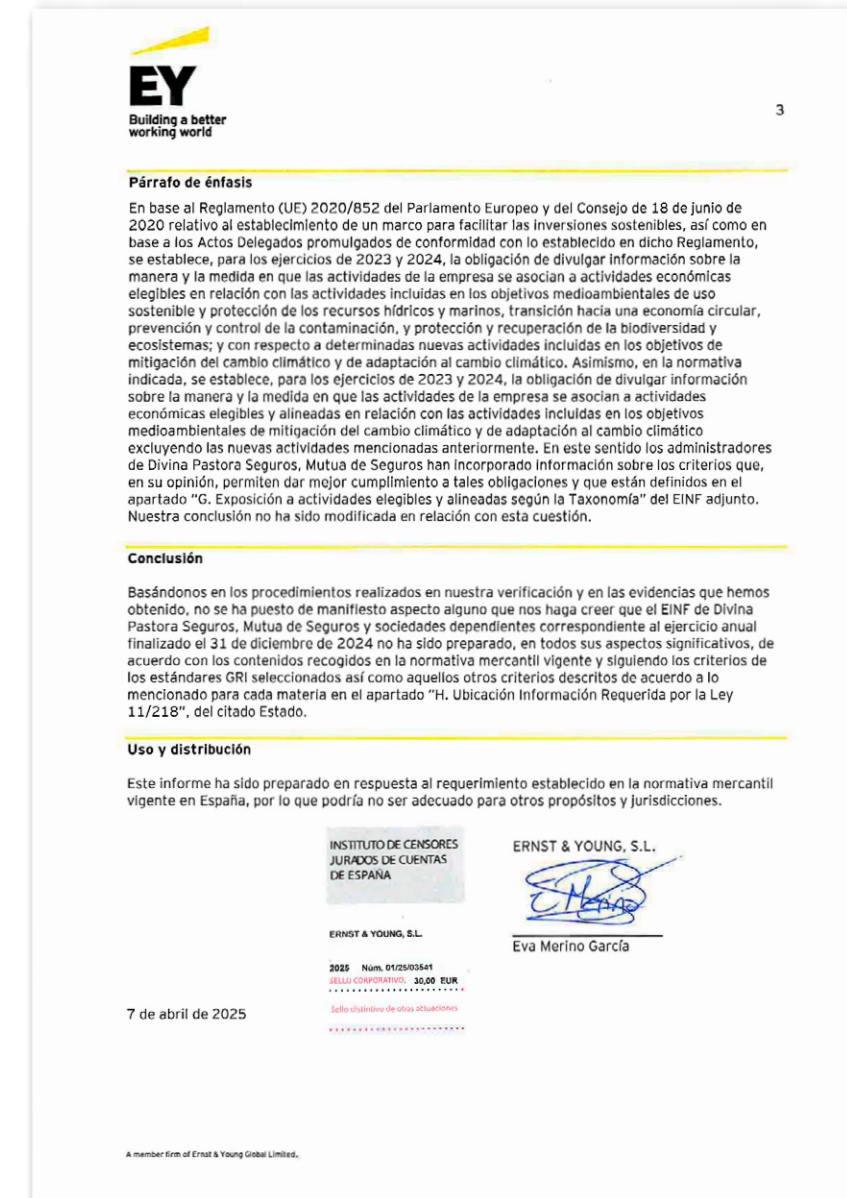 EY
Building a better
working world
3
Párrafo de énfasis
En base al Reglamento (UE) 2020/852 del Parlamento Europeo y del Consejo de 18 de junio de
2020 relativo al establecimiento de un marco para facilitar las inversiones sostenibles, así como en
base a los Actos Delegados promulgados de conformidad con lo establecido en dicho Reglamento,
se establece, para los ejercicios de 2023 y 2024, la obligación de divulgar información sobre la
manera y la medida en que las actividades de la empresa se asocian a actividades económicas
elegibles en relación con las actividades incluidas en los objetivos medioambientales de uso
sostenible y protección de los recursos hídricos y marinos, transición hacia una economía circular,
prevención y control de la contaminación, y protección y recuperación de la biodiversidad y
ecosistemas; y con respecto a determinadas nuevas actividades incluidas en los objetivos de
mitigación del cambio climático y de adaptación al cambio climático. Asimismo, en la normativa
indicada, se establece, para los ejercicios de 2023 y 2024, la obligación de divulgar información
sobre la manera y la medida en que las actividades de la empresa se asocian a actividades
económicas elegibles y alineadas en relación con las actividades incluidas en los objetivos
medioambientales de mitigación del cambio climático y de adaptación al cambio climático
excluyendo las nuevas actividades mencionadas anteriormente. En este sentido los administradores
de Divina Pastora Seguros, Mutua de Seguros han incorporado información sobre los criterios que,
en su opinión, permiten dar mejor cumplimiento a tales obligaciones y que están definidos en el
apartado "G. Exposición a actividades elegibles y alineadas según la Taxonomía" del EINF adjunto.
Nuestra conclusión no ha sido modificada en relación con esta cuestión.
Conclusión
Basándonos en los procedimientos realizados en nuestra verificación y en las evidencias que hemos
obtenido, no se ha puesto de manifiesto aspecto alguno que nos haga creer que el EINF de Divina
Pastora Seguros, Mutua de Seguros y sociedades dependientes correspondiente al ejercicio anual
finalizado el 31 de diciembre de 2024 no ha sido preparado, en todos sus aspectos significativos, de
acuerdo con los contenidos recogidos en la normativa mercantil vigente y siguiendo los criterios de
los estándares GRI seleccionados así como aquellos otros criterios descritos de acuerdo a lo
mencionado para cada materia en el apartado "H. Ubicación Información Requerida por la Ley
11/218", del citado Estado.
Uso y distribución
Este informe ha sido preparado en respuesta al requerimiento establecido en la normativa mercantil
vigente en España, por lo que podría no ser adecuado para otros propósitos y jurisdicciones.
INSTITUTO DE CENSORES
JURADOS DE CUENTAS
DE ESPAÑA
ERNST & YOUNG, S.L.
2025 Núm. 01/25/03541
SELLO CORPORATIVO: 30,00 EUR
Sello distintivo de otras actuaciones
ERNST & YOUNG, S.L.
E Merino
Eva Merino García
7 de abril de 2025
A member firm of Ernst & Young Global Limited.